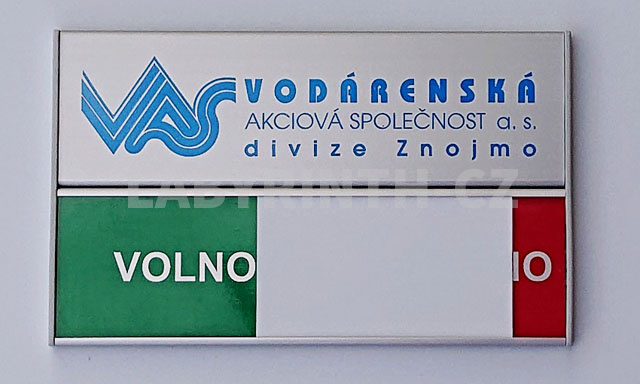 VAS VODÁRENSKÁ
AKCIOVÁ SPOLEČNOST a. s.
divize Znojmo
LABYRINTH.CZ
VOLNO